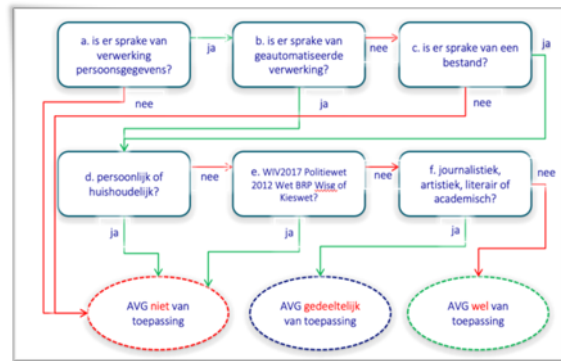 a. is er sprake van
verwerking
persoonsgegevens?
ja
b. is er sprake van
geautomatiseerde
verwerking?
nee
c. is er sprake van een
bestand?
ja
nee
ja
nee
d. persoonlijk of
huishoudelijk?
nee
e. WIV2017 Politiewet
2012 Wet BRP Wjsg of
Kieswet?
nee
f. journalistiek,
artistiek, literair of
academisch?
nee
ja
ja
ja
AVG niet van
toepassing
AVG gedeeltelijk
van toepassing
AVG wel van
toepassing